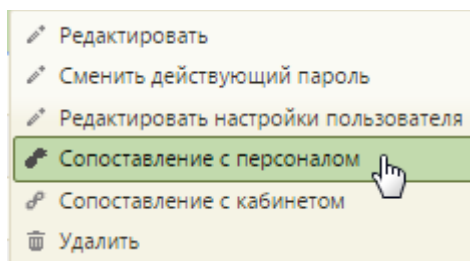 Редактировать
Сменить действующий пароль
Редактировать настройки пользователя
Сопоставление с персоналом
Сопоставление с кабинетом
Удалить